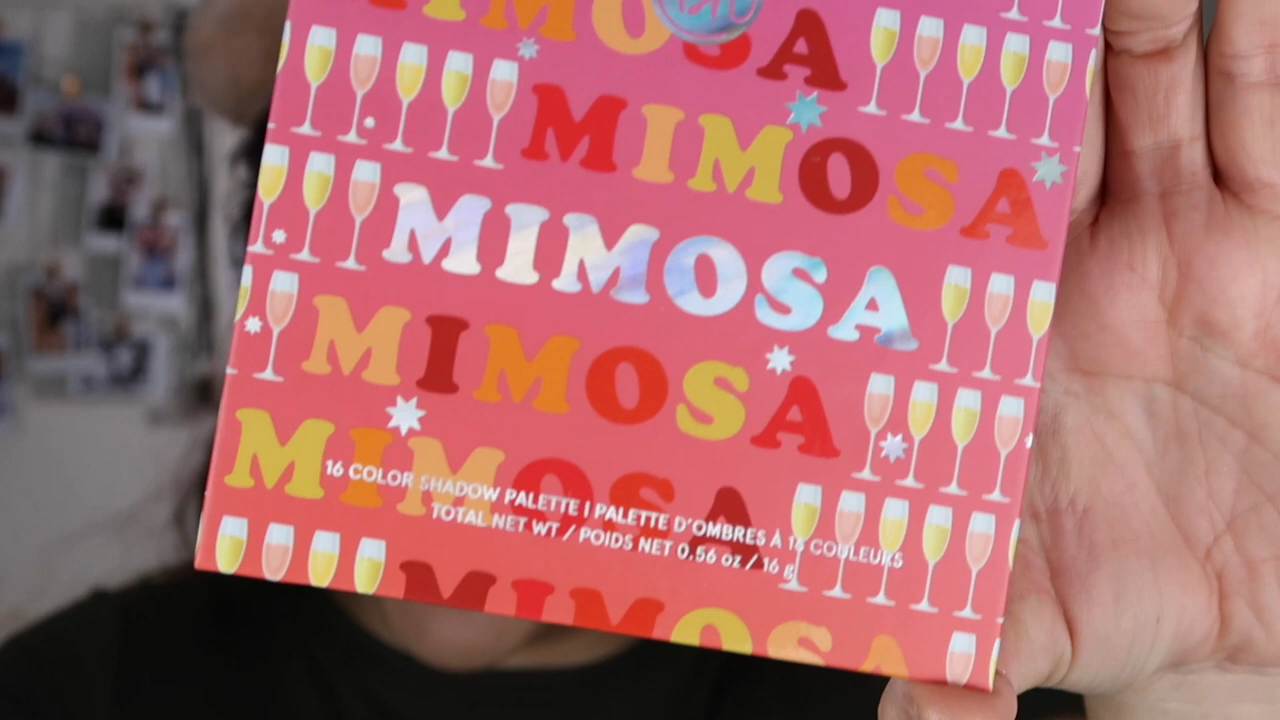 MIMOSA
MIMOSA
MIMOSA
MIMOSA
MIMOSA
16 COLOR SHADOW PALETTE | PALETTE D'OMBRES À 16 COULEURS
TOTAL NET WT / POIDS NET 0.56 oz / 16 g
MIMOSA